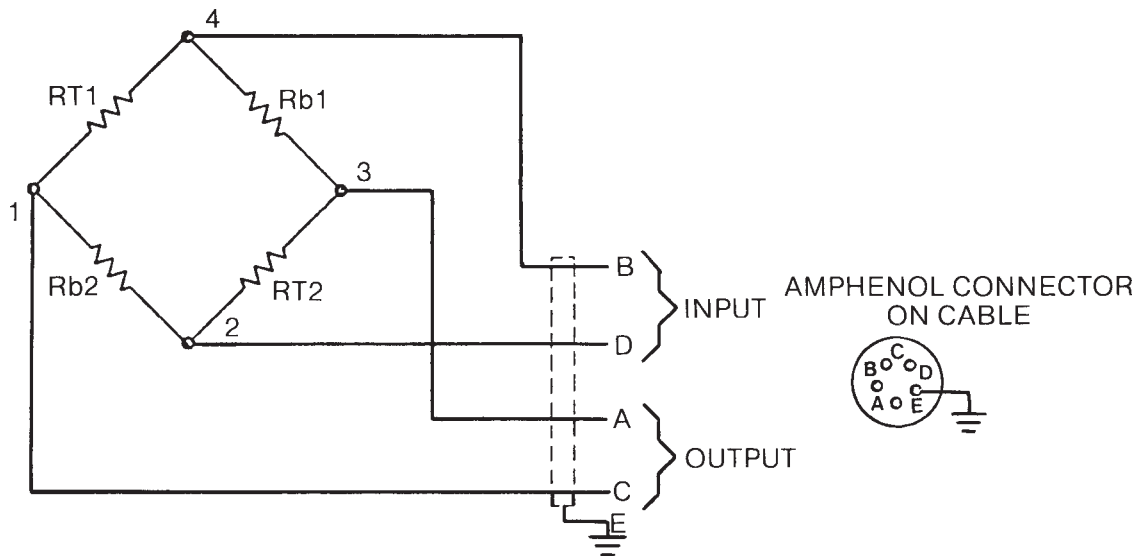 4
RT1
Rb1
3
1
Rb2
RT2
2
B
INPUT
D
A
OUTPUT
C
E
AMPHENOL CONNECTOR
ON CABLE
C
B
D
A
E